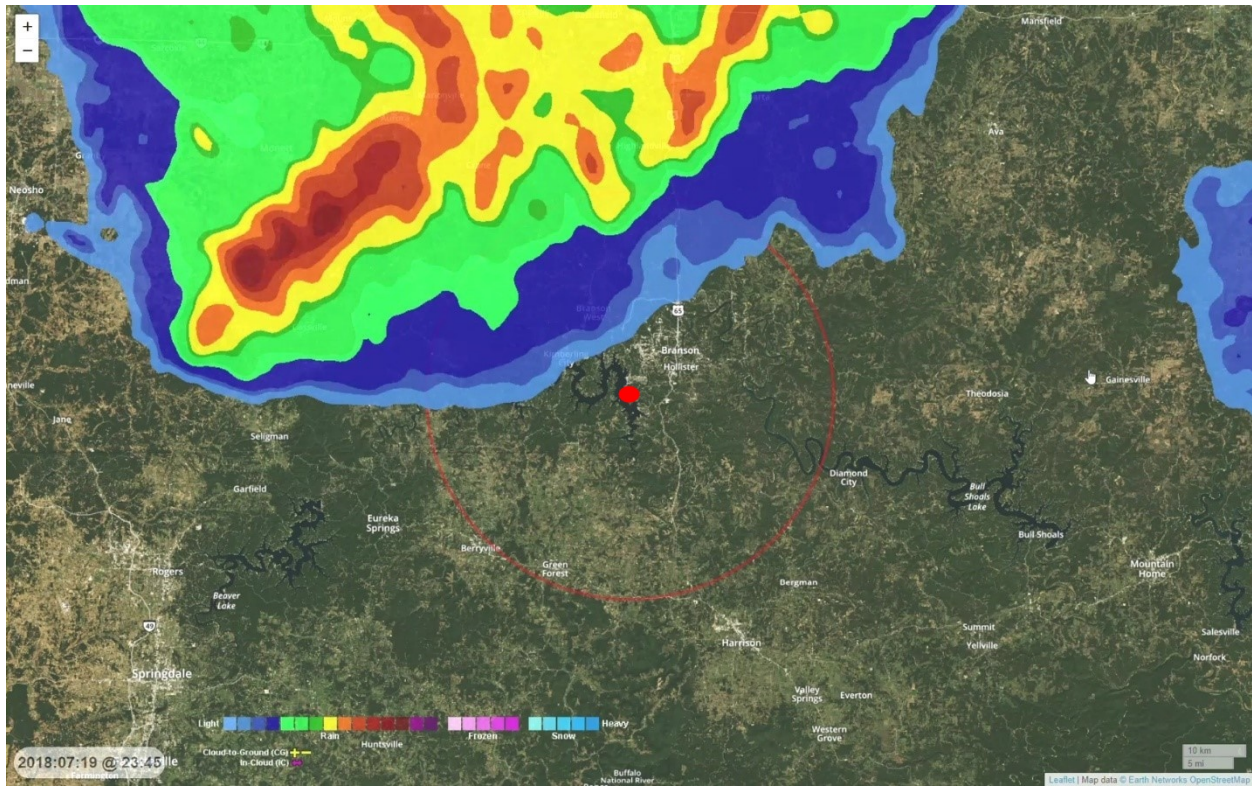 +
−
Mansfield
Ava
Neosho
65
Branson
Hollister
Gainesville
Theodosia
Jane
Seligman
Garfield
Eureka
Springs
Berryville
Green
Forest
Diamond
City
Bull
Shoals
Lake
Bull Shoals
Mountain
Home
Rogers
Beaver
Lake
49
Bergman
Harrison
Summit
Yellville
Salesville
Norfork
Springdale
Valley
Springs
Everton
Western
Grove
Light
Heavy
Rain
Frozen
Snow
Huntsville
Cloud-to-Ground (CG)
In-Cloud (IC)
2018:07:19 @ 23:45
Farmington
Buffalo
National River
10 km
5 mi
Leaflet | Map data © Earth Networks OpenStreetMap